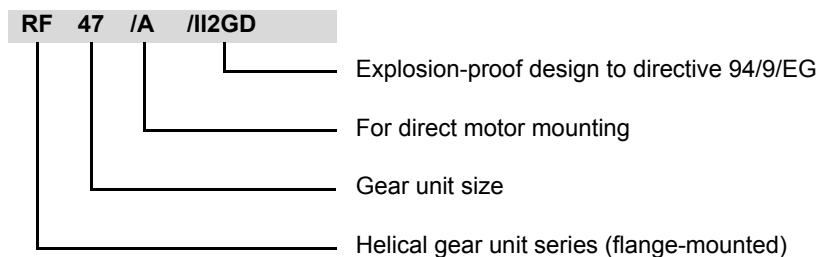 RF 47 /A /II2GD
Explosion-proof design to directive 94/9/EG
For direct motor mounting
Gear unit size
Helical gear unit series (flange-mounted)